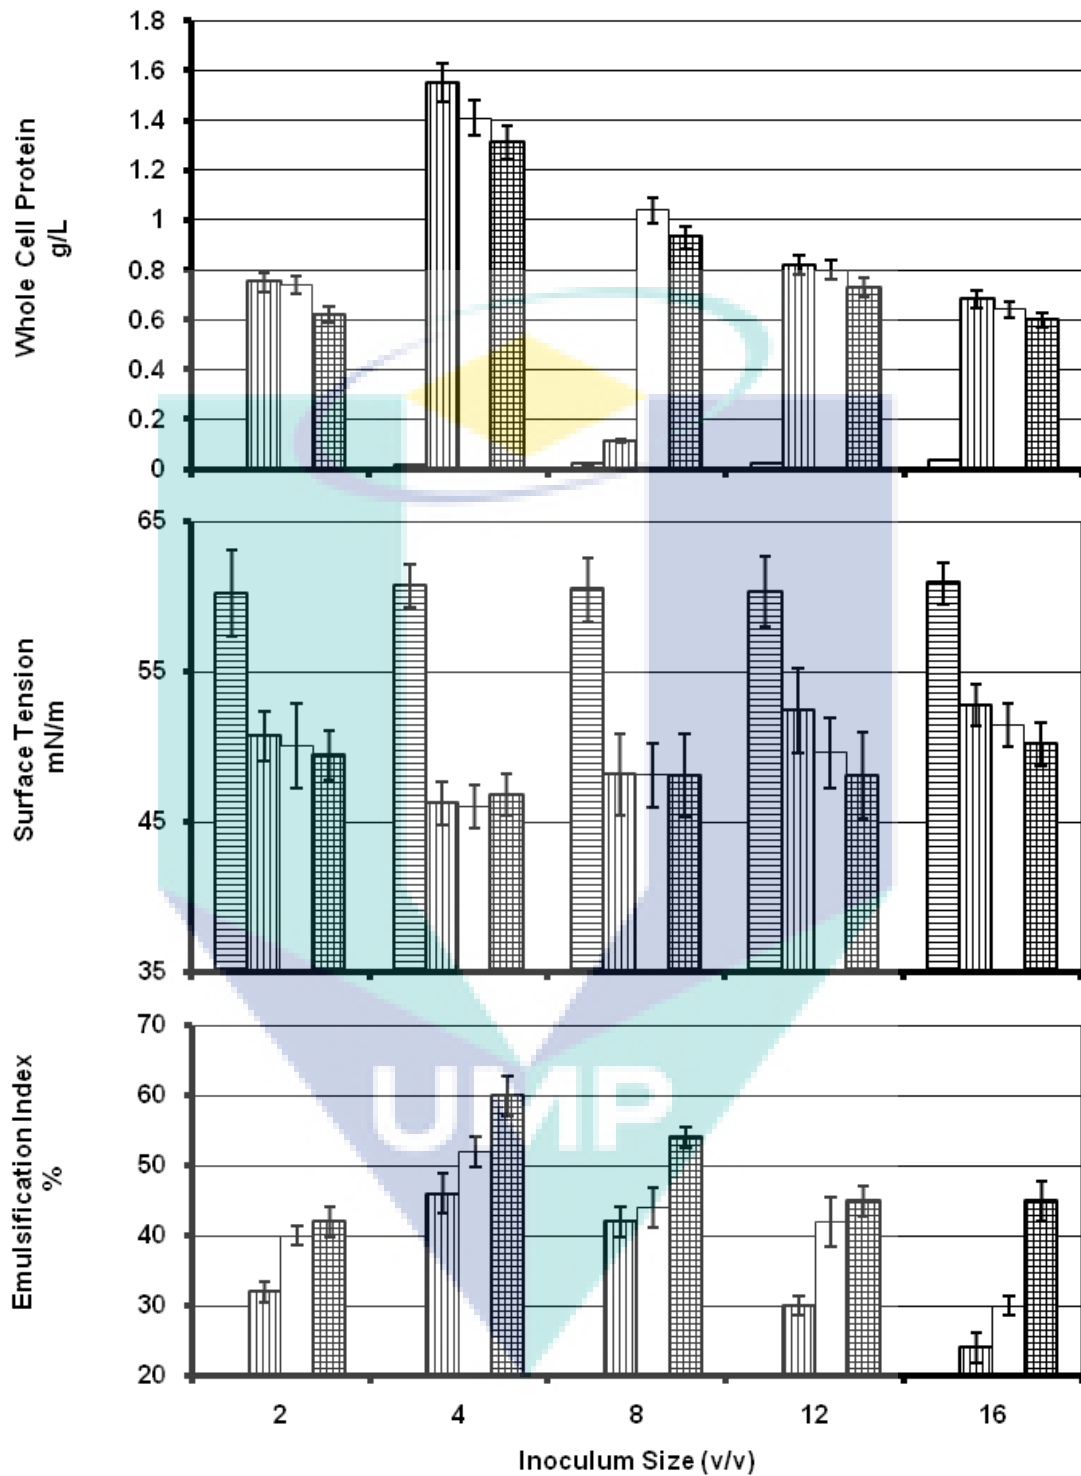 Whole Cell Protein
g/L
1.8
1.6
1.4
1.2
1
0.8
0.6
0.4
0.2
0
Surface Tension
mN/m
65
55
45
35
Emulsification Index
%
70
60
50
40
30
20
UMP
2 4 8 12 16
Inoculum Size (v/v)